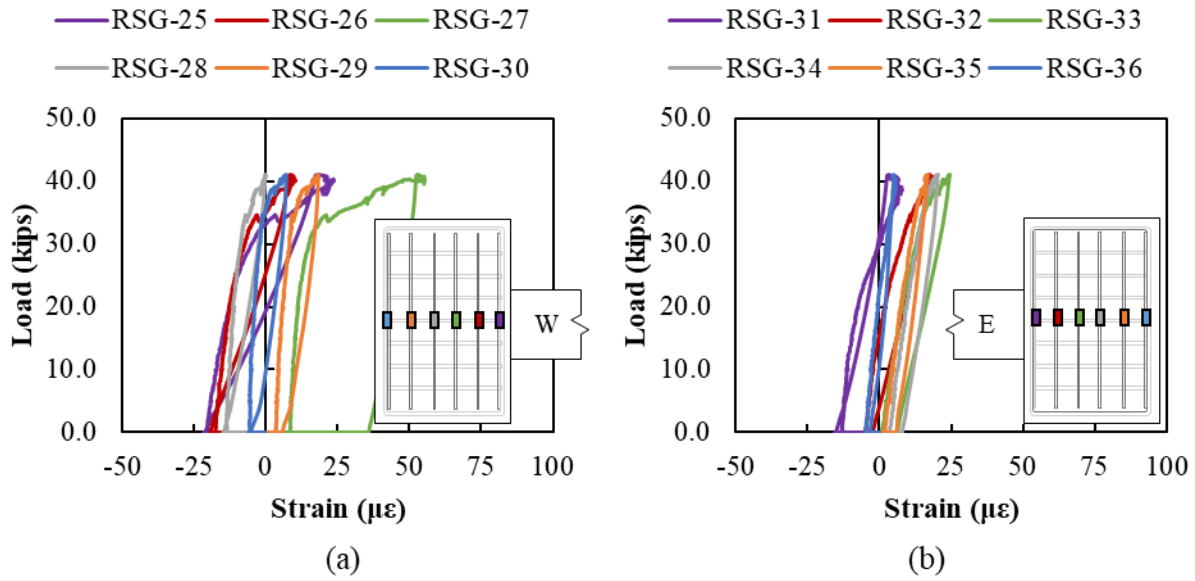 RSG-25 RSG-26 RSG-27
RSG-28 RSG-29 RSG-30
50.0
40.0
30.0
20.0
10.0
0.0
Load (kips)
-50 -25 0 25 50 75 100
Strain (με)
W
(a)
RSG-31 RSG-32 RSG-33
RSG-34 RSG-35 RSG-36
50.0
40.0
30.0
20.0
10.0
0.0
Load (kips)
-50 -25 0 25 50 75 100
Strain (με)
E
(b)